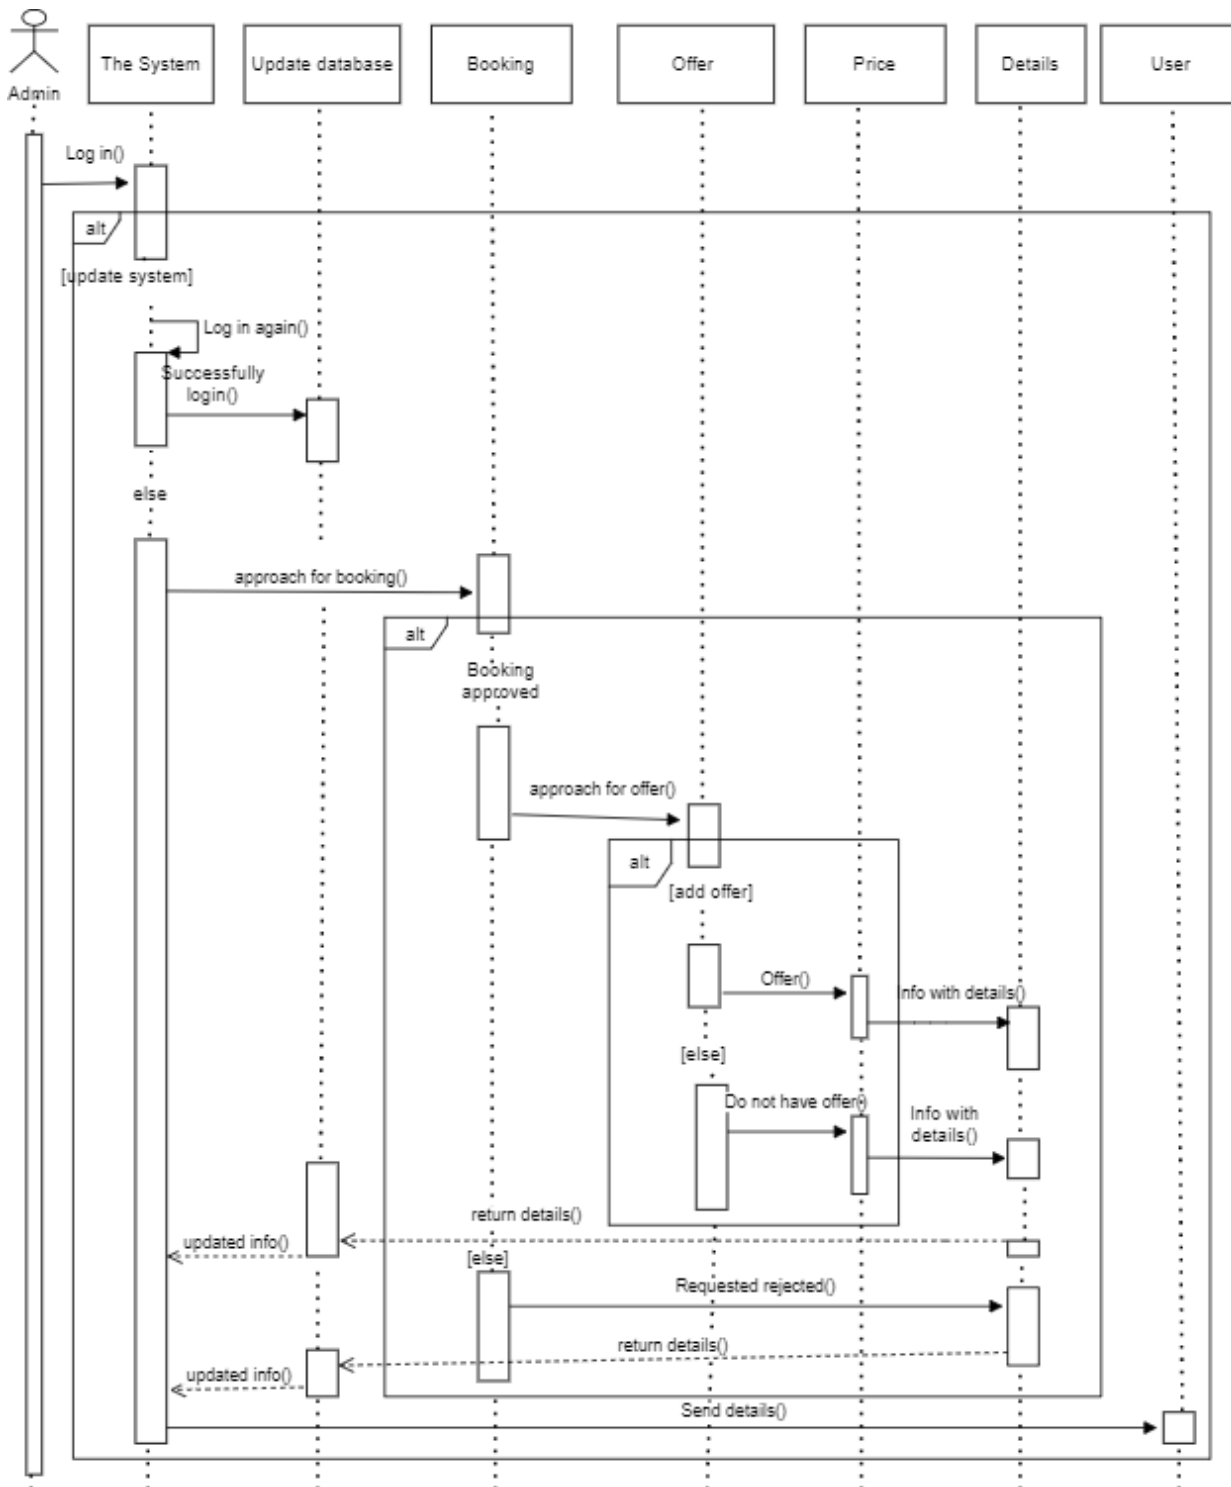 Admin
The System
Update database
Booking
Offer
Price
Details
User
Log in()
alt
[update system]
Log in again()
Successfully
login()
else
approach for booking()
alt
Booking
approved
approach for offer()
alt
[add offer]
Offer()
Info with details()
[else]
Do not have offer()
Info with
details()
return details()
updated info()
[else]
Requested rejected()
return details()
updated info()
Send details()